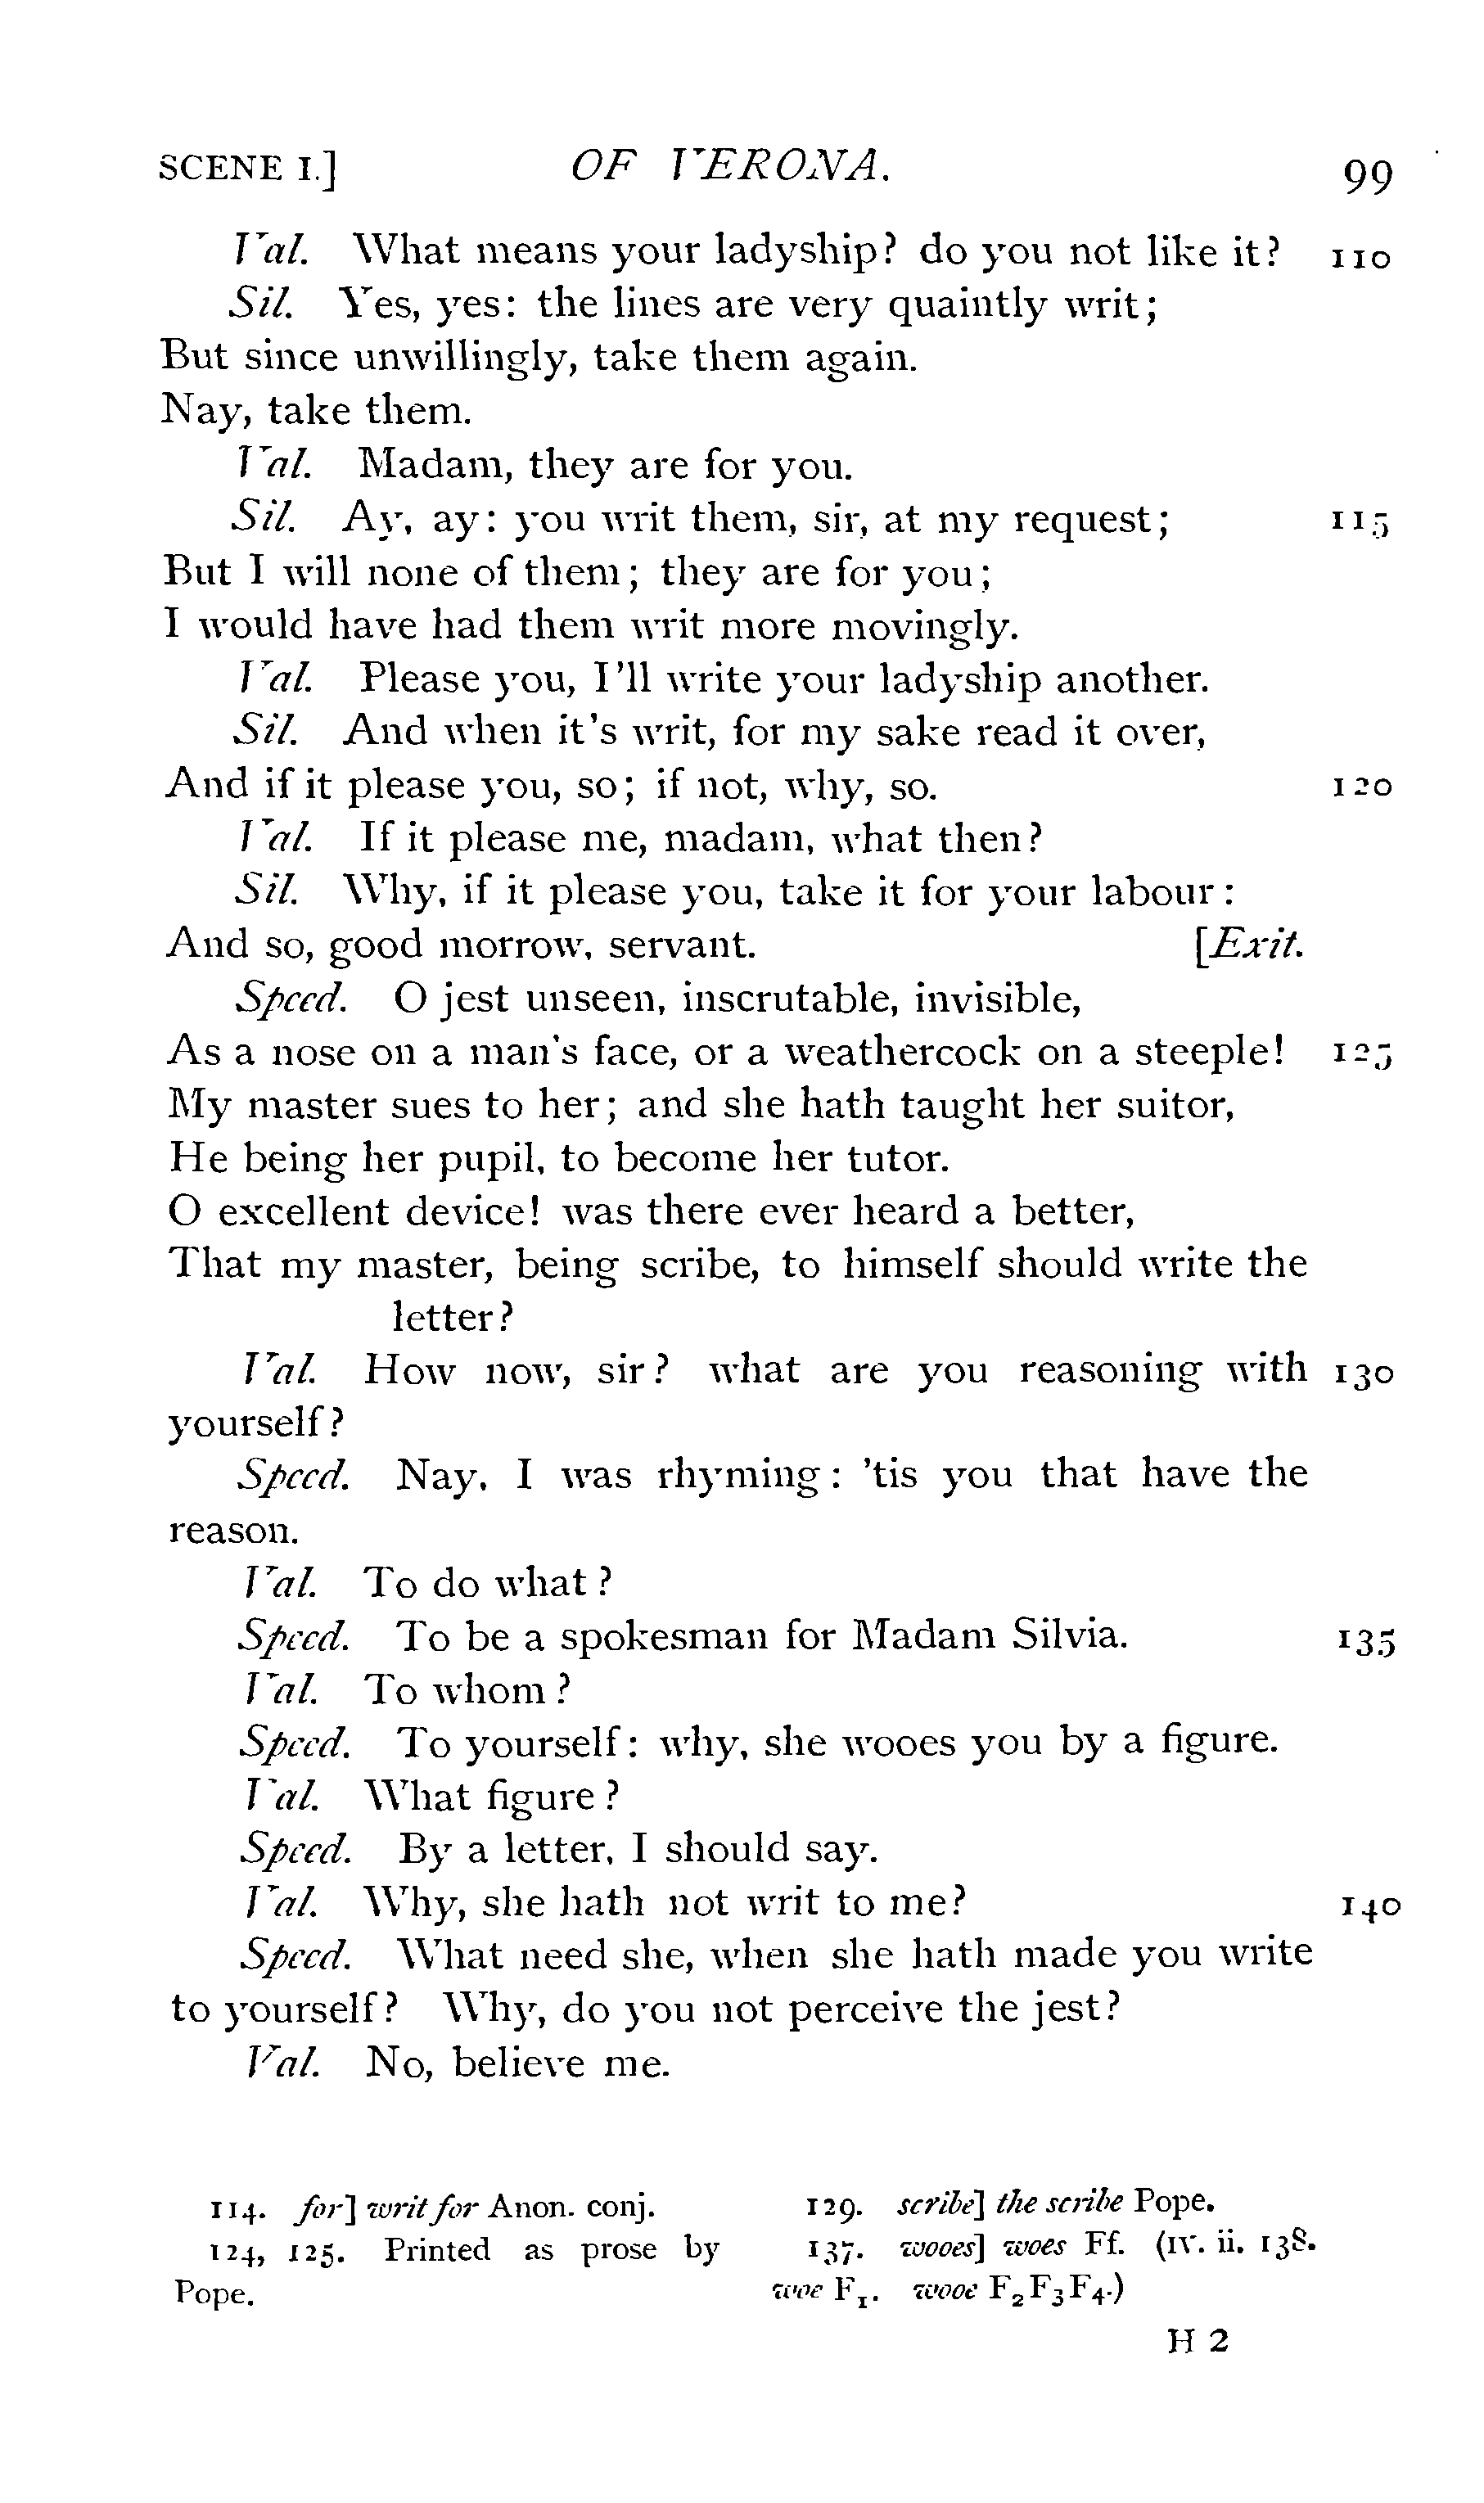 SCENE I.] OF VERONA. 99
Val. What means your ladyship? do you not like it? 110
Sil. Yes, yes: the lines are very quaintly writ;
But since unwillingly, take them again.
Nay, take them.
Val. Madam, they are for you.
Sil. Ay, ay: you writ them, sir, at my request; 115
But I will none of them; they are for you;
I would have had them writ more movingly.
Val. Please you, I'll write your ladyship another.
Sil. And when it's writ, for my sake read it over,
And if it please you, so; if not, why, so. 120
Val. If it please me, madam, what then?
Sil. Why, if it please you, take it for your labour:
And so, good morrow, servant. [Exit.
Speed. O jest unseen, inscrutable, invisible,
As a nose on a man's face, or a weathercock on a steeple! 125
My master sues to her; and she hath taught her suitor,
He being her pupil, to become her tutor.
O excellent device! was there ever heard a better,
That my master, being scribe, to himself should write the
letter?
Val. How now, sir? what are you reasoning with 130
yourself?
Speed. Nay, I was rhyming: 'tis you that have the
reason.
Val. To do what?
Speed. To be a spokesman for Madam Silvia. 135
Val. To whom?
Speed. To yourself: why, she wooes you by a figure.
Val. What figure?
Speed. By a letter, I should say.
Val. Why, she hath not writ to me? 140
Speed. What need she, when she hath made you write
to yourself? Why, do you not perceive the jest?
Val. No, believe me.
114. for] writ for Anon. conj.
124, 125. Printed as prose by
Pope.
129. scribe] the scribe Pope.
137. wooes] woes Ff. (IV. ii. 138.
woe F1. wooe F2F3F4.)
H 2